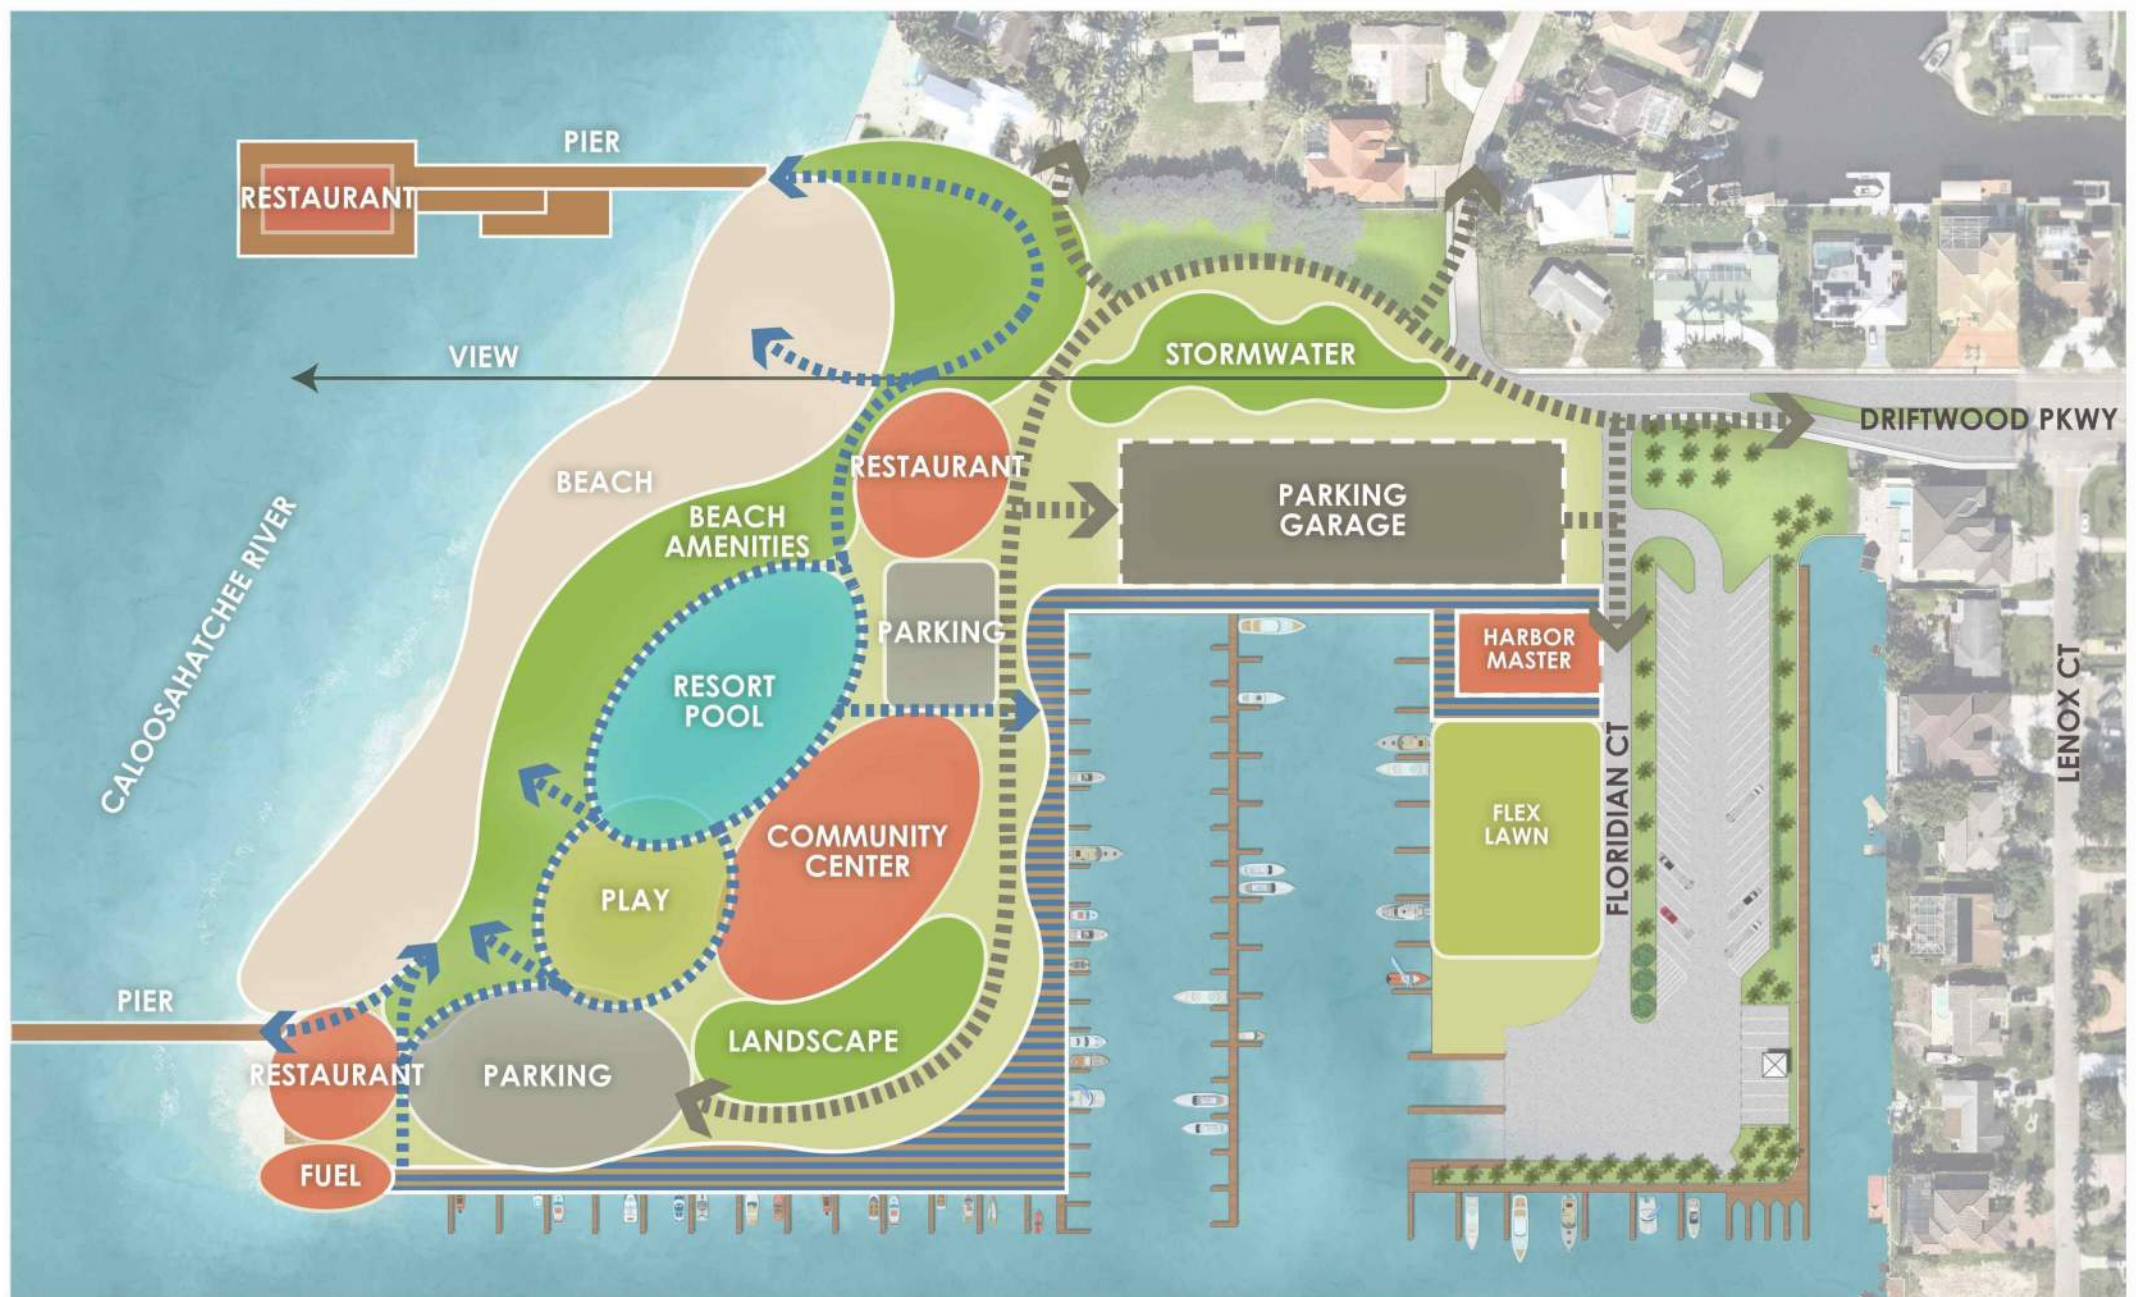 PIER
RESTAURANT
VIEW
STORMWATER
DRIFTWOOD PKWY
RESTAURANT
BEACH
PARKING
GARAGE
BEACH
AMENITIES
CALOOSAHATCHEE RIVER
PARKING
HARBOR
MASTER
RESORT
POOL
LENOX CT
FLORIDIAN CT
FLEX
LAWN
COMMUNITY
CENTER
PLAY
PIER
LANDSCAPE
RESTAURANT
PARKING
FUEL